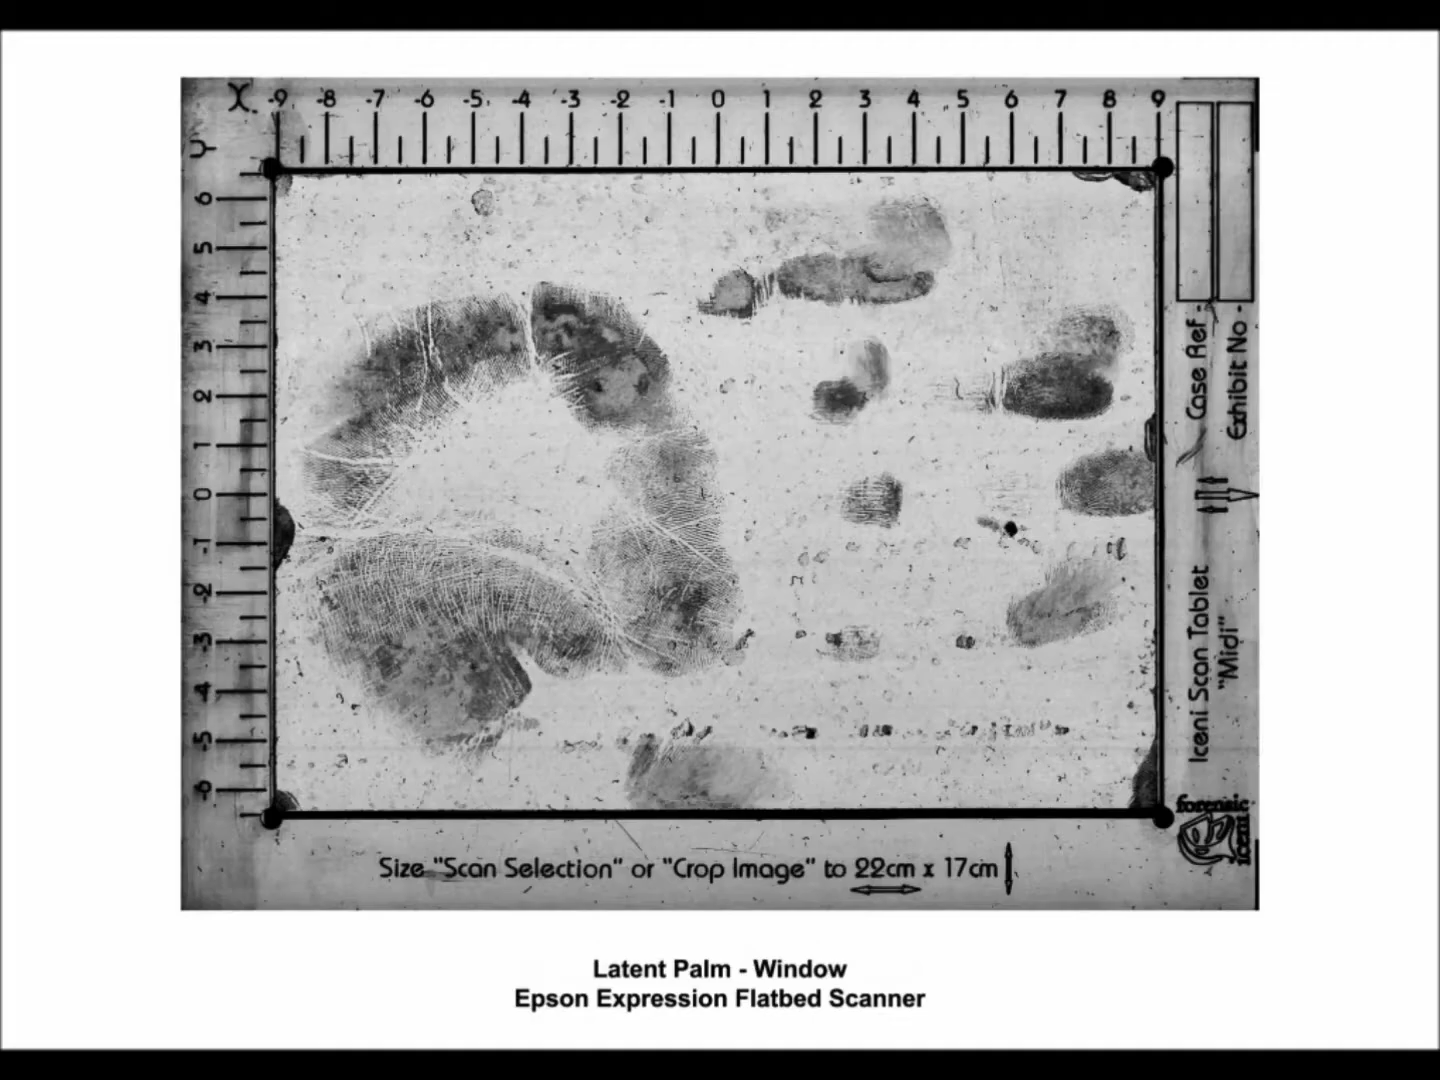 X -9 -8 -7 -6 -5 -4 -3 -2 -1 0 1 2 3 4 5 6 7 8 9
Y
6
5
4
3
2
1
0
-1
-2
-3
-4
-5
-6
Case Ref -
Exhibit No -
Iceni Scan Tablet
"Midi"
forensic
iceni
Size "Scan Selection" or "Crop Image" to 22cm x 17cm
Latent Palm - Window
Epson Expression Flatbed Scanner